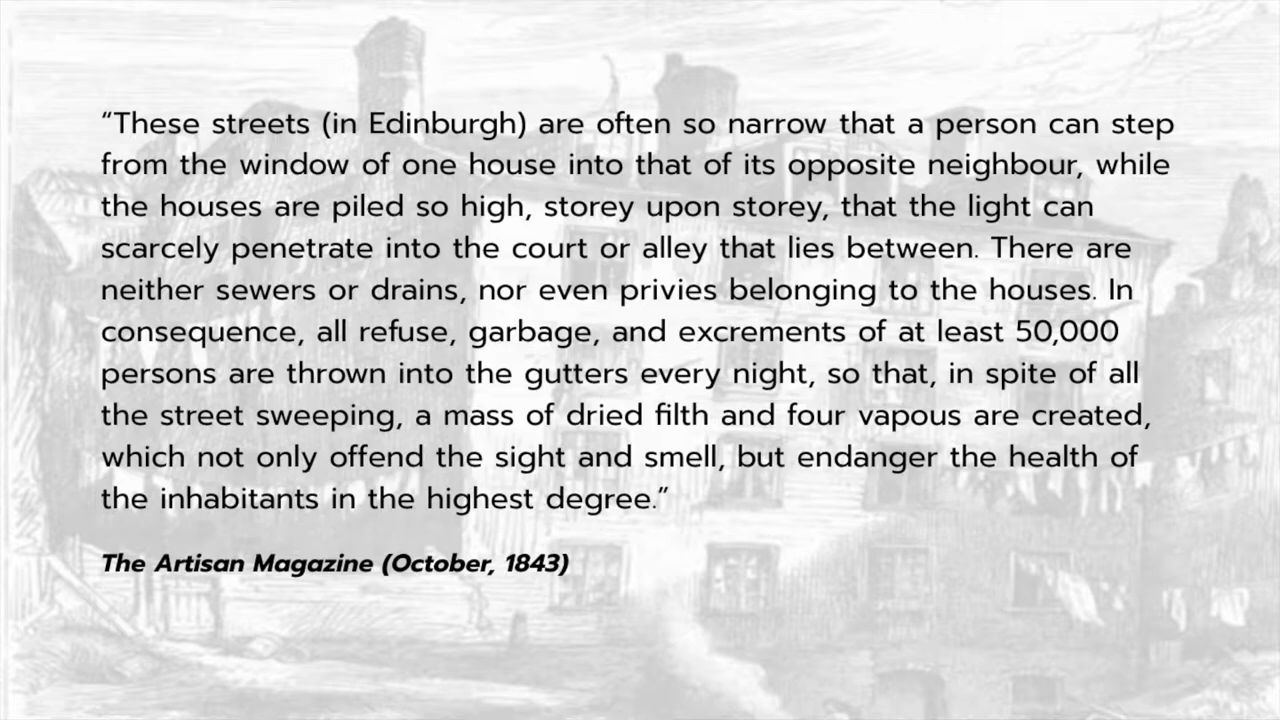 “These streets (in Edinburgh) are often so narrow that a person can step
from the window of one house into that of its opposite neighbour, while
the houses are piled so high, storey upon storey, that the light can
scarcely penetrate into the court or alley that lies between. There are
neither sewers or drains, nor even privies belonging to the houses. In
consequence, all refuse, garbage, and excrements of at least 50,000
persons are thrown into the gutters every night, so that, in spite of all
the street sweeping, a mass of dried filth and four vapous are created,
which not only offend the sight and smell, but endanger the health of
the inhabitants in the highest degree.”
The Artisan Magazine (October, 1843)